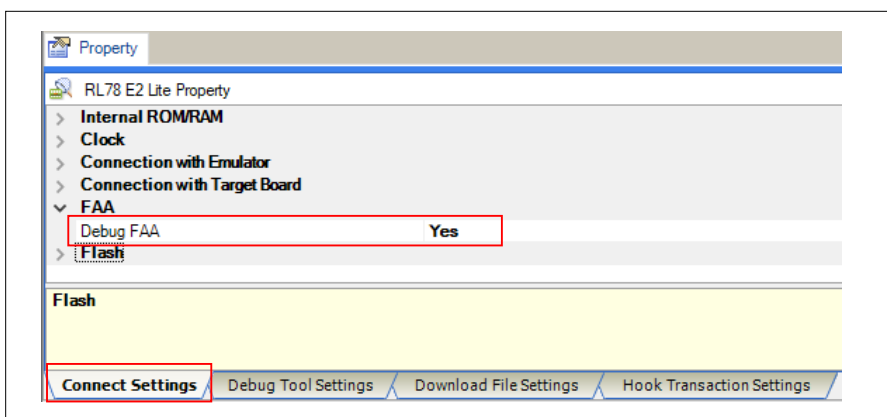 Property
RL78 E2 Lite Property
Internal ROM/RAM
Clock
Connection with Emulator
Connection with Target Board
FAA
Debug FAA Yes
Flash
Flash
Connect Settings Debug Tool Settings Download File Settings Hook Transaction Settings